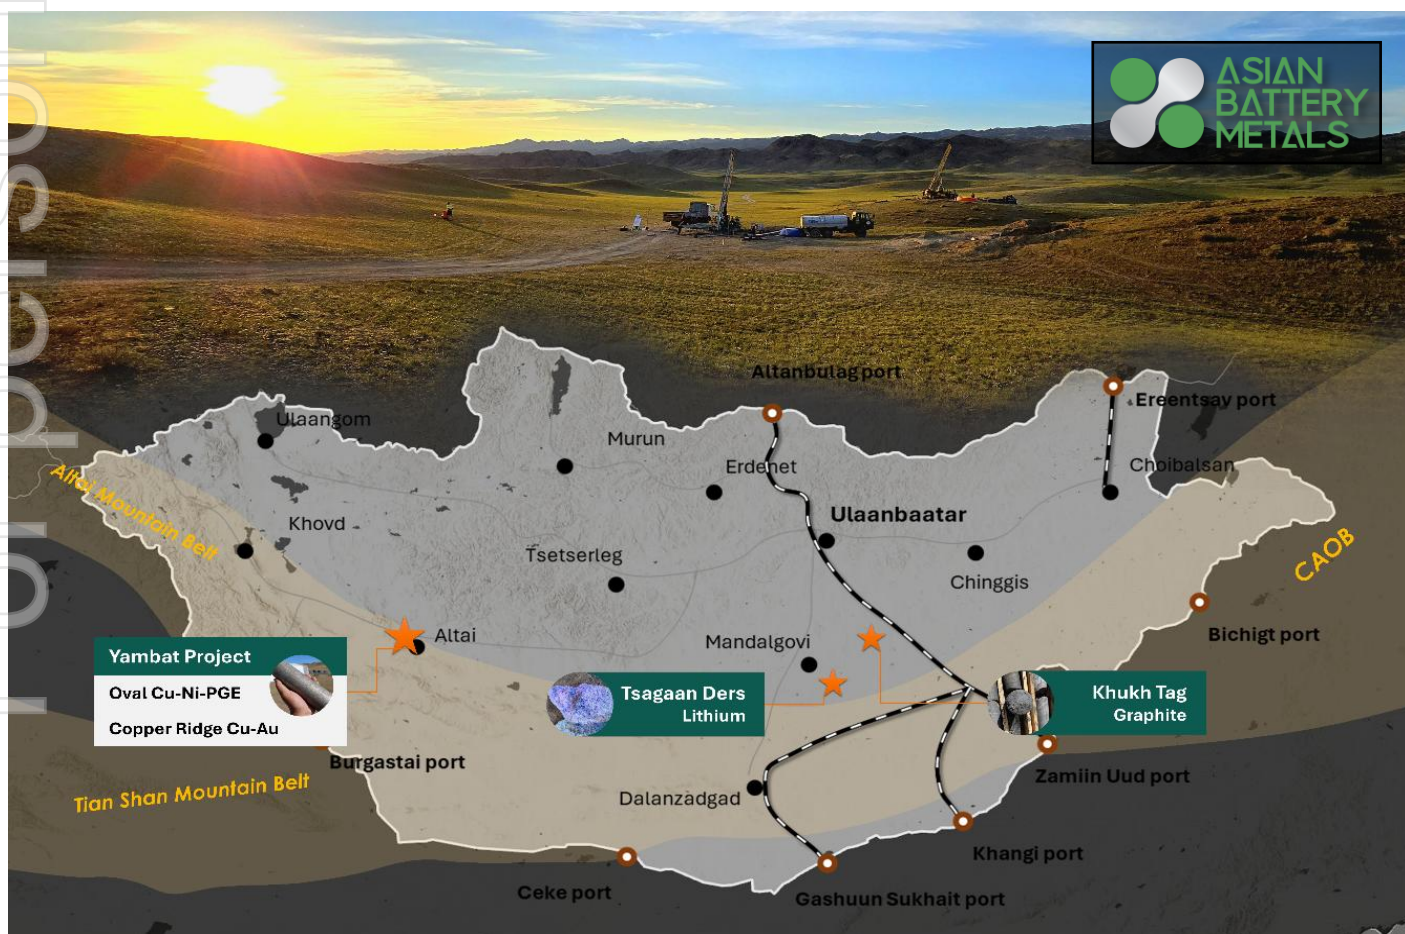 ASIAN
BATTERY
METALS
Altanbulag port
Ereentsav port
Ulaangom
Murun
Erdenet
Choibalsan
Altai Mountain Belt
Khovd
Ulaanbaatar
Tsetserleg
Chinggis
CAOB
Bichigt port
Altai
Mandalgovi
Yambat Project
Oval Cu-Ni-PGE
Copper Ridge Cu-Au
Tsagaan Ders
Lithium
Khukh Tag
Graphite
Burgastai port
Zamiin Uud port
Tian Shan Mountain Belt
Dalanzadgad
Khangi port
Ceke port
Gashuun Sukhait port